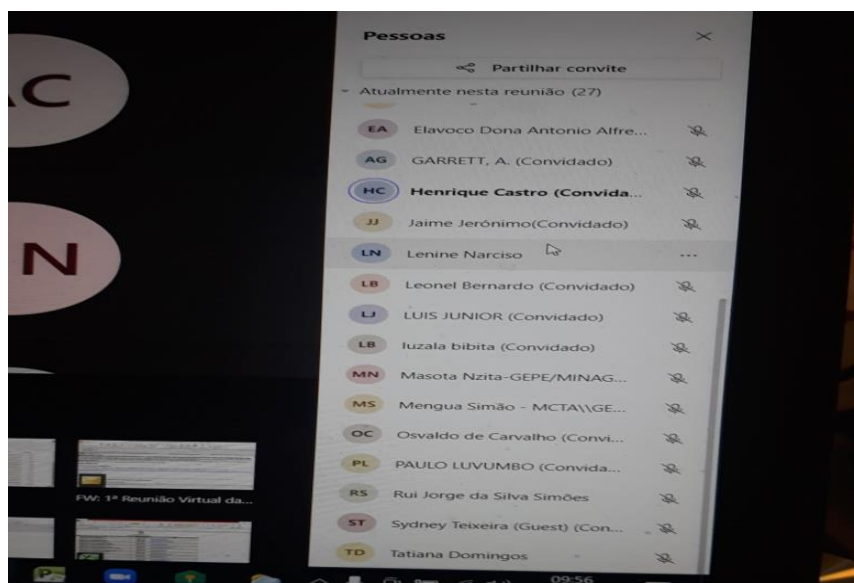 Pessoas
Partilhar convite
Atualmente nesta reunião (27)
EA Elavoco Dona Antonio Alfre...
AG GARRETT, A. (Convidado)
HC Henrique Castro (Convida...
JJ Jaime Jerónimo(Convidado)
LN Lenine Narciso ...
LB Leonel Bernardo (Convidado)
LJ LUIS JUNIOR (Convidado)
LB luzala bibita (Convidado)
MN Masota Nzita-GEPE/MINAG...
MS Mengua Simão - MCTA\\GE...
OC Osvaldo de Carvalho (Convi...
PL PAULO LUVUMBO (Convida...
RS Rui Jorge da Silva Simões
ST Sydney Teixeira (Guest) (Con...
TD Tatiana Domingos
C
N
FW: 1ª Reunião Virtual da...
09:56